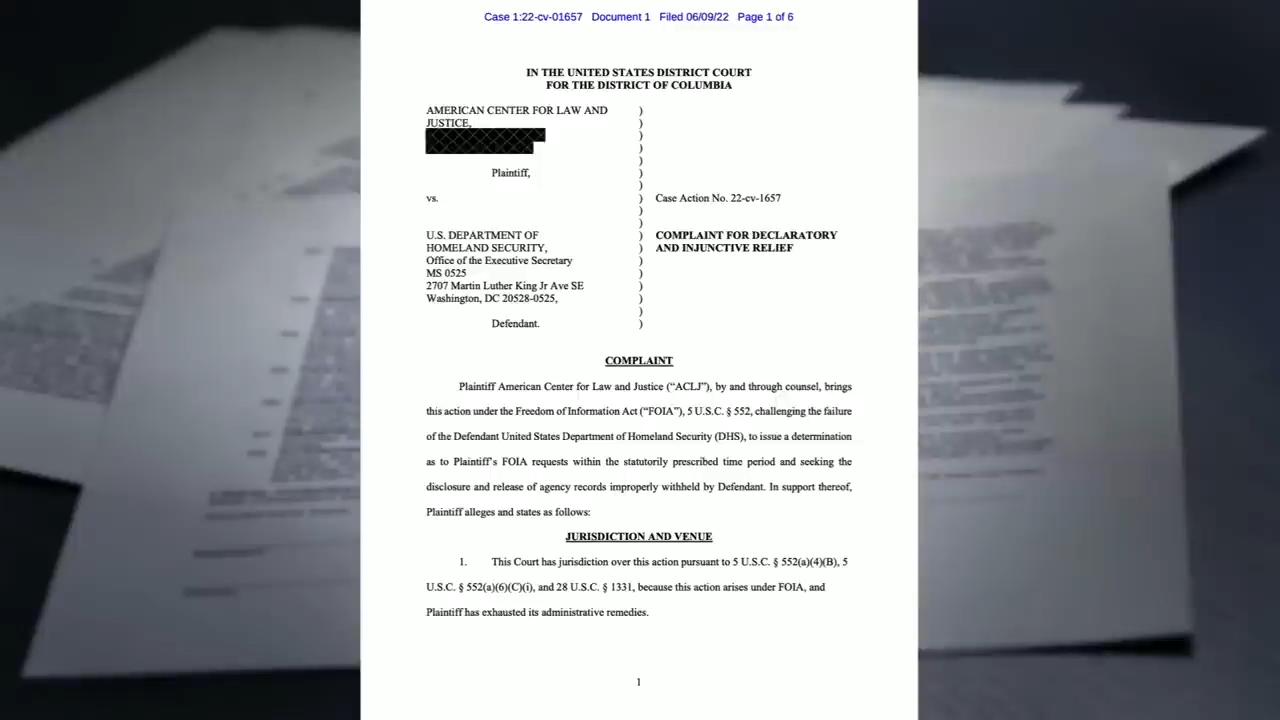 Case 1:22-cv-01657 Document 1 Filed 06/09/22 Page 1 of 6
IN THE UNITED STATES DISTRICT COURT
FOR THE DISTRICT OF COLUMBIA
AMERICAN CENTER FOR LAW AND )
JUSTICE, )
)
)
)
Plaintiff, )
)
vs. ) Case Action No. 22-cv-1657
)
)
U.S. DEPARTMENT OF ) COMPLAINT FOR DECLARATORY
HOMELAND SECURITY, ) AND INJUNCTIVE RELIEF
Office of the Executive Secretary )
MS 0525 )
2707 Martin Luther King Jr Ave SE )
Washington, DC 20528-0525, )
)
Defendant. )
COMPLAINT
Plaintiff American Center for Law and Justice (“ACLJ”), by and through counsel, brings
this action under the Freedom of Information Act (“FOIA”), 5 U.S.C. § 552, challenging the failure
of the Defendant United States Department of Homeland Security (DHS), to issue a determination
as to Plaintiff’s FOIA requests within the statutorily prescribed time period and seeking the
disclosure and release of agency records improperly withheld by Defendant. In support thereof,
Plaintiff alleges and states as follows:
JURISDICTION AND VENUE
1. This Court has jurisdiction over this action pursuant to 5 U.S.C. § 552(a)(4)(B), 5
U.S.C. § 552(a)(6)(C)(i), and 28 U.S.C. § 1331, because this action arises under FOIA, and
Plaintiff has exhausted its administrative remedies.
1